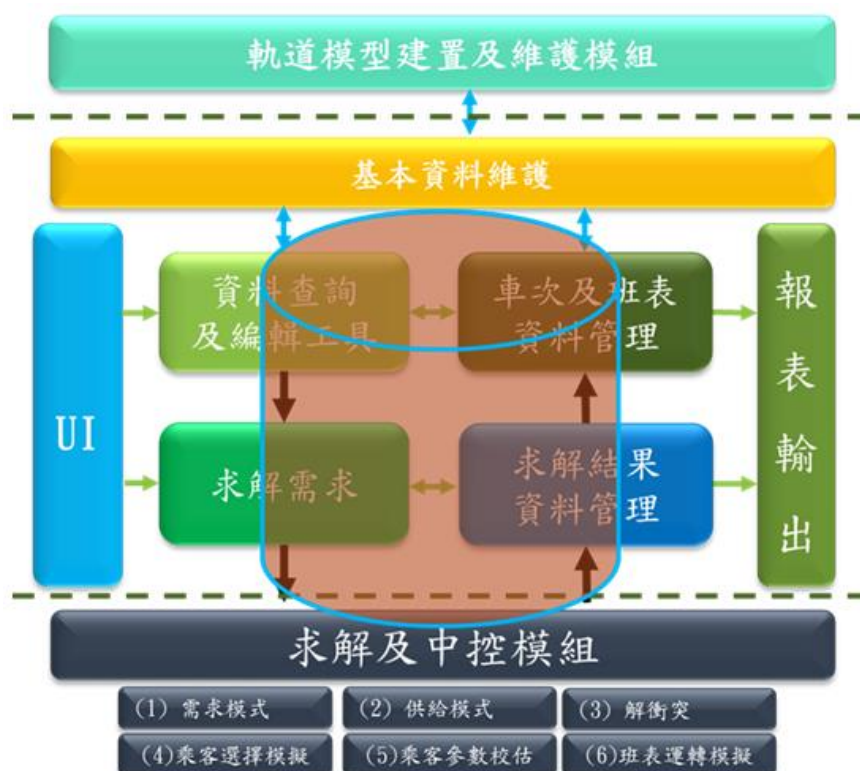 軌道模型建置及維護模組
基本資料維護
UI
資料查詢
及編輯工具
車次及班表
資料管理
報
表
輸
出
求解需求
求解結果
資料管理
求解及中控模組
(1) 需求模式
(2) 供給模式
(3) 解衝突
(4)乘客選擇模擬
(5)乘客參數校估
(6)班表運轉模擬